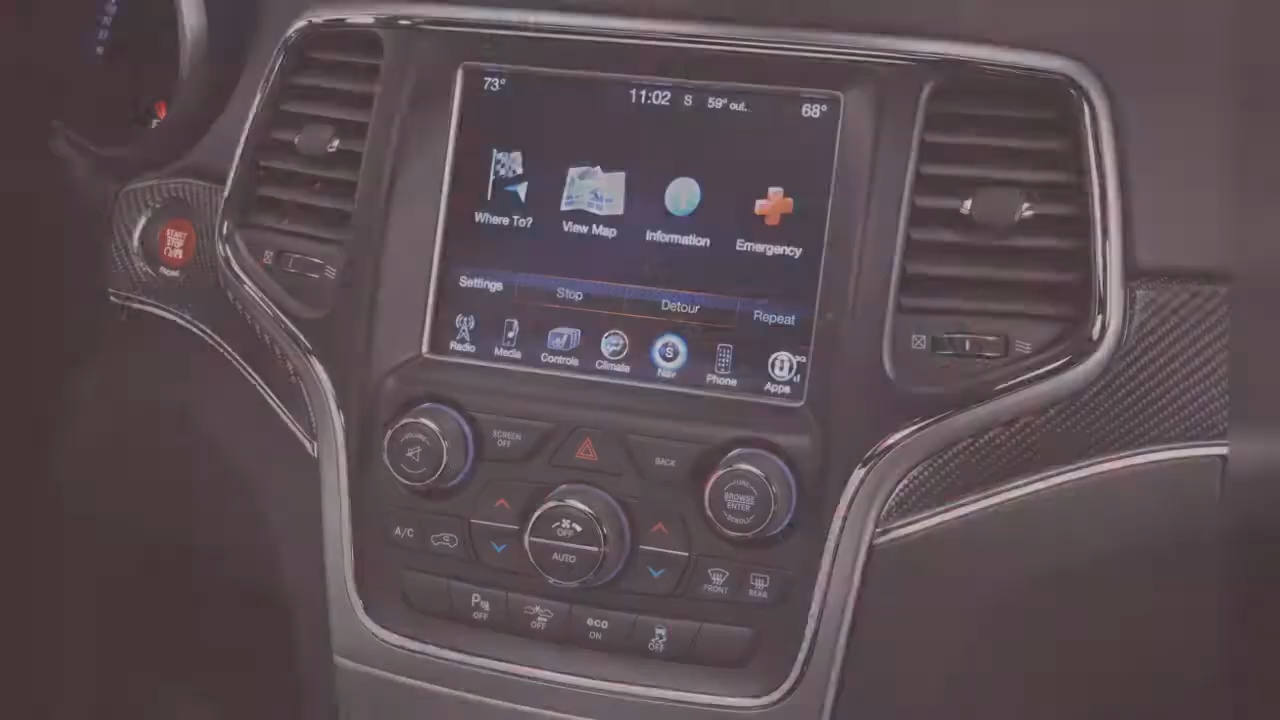 73°
11:02 S 59° out.
68°
Where To?
View Map
Information
Emergency
Settings
Stop
Detour
Repeat
Radio
Media
Controls
Climate
S
Nav
Phone
Apps
START
STOP
VOLUME
SCREEN
OFF
BACK
BROWSE
ENTER
SCROLL
A/C
OFF
AUTO
FRONT
REAR
P
OFF
OFF
eco
ON
OFF